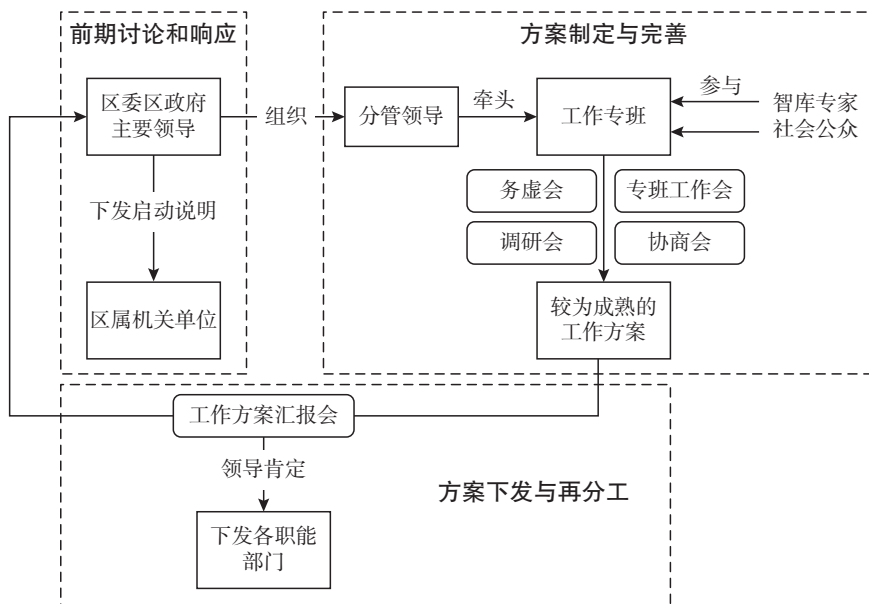 前期讨论和响应
区委区政府
主要领导
下发启动说明
区属机关单位
组织
方案制定与完善
分管领导
牵头
工作专班
参与
智库专家
社会公众
务虚会
专班工作会
调研会
协商会
较为成熟的
工作方案
工作方案汇报会
领导肯定
方案下发与再分工
下发各职能
部门